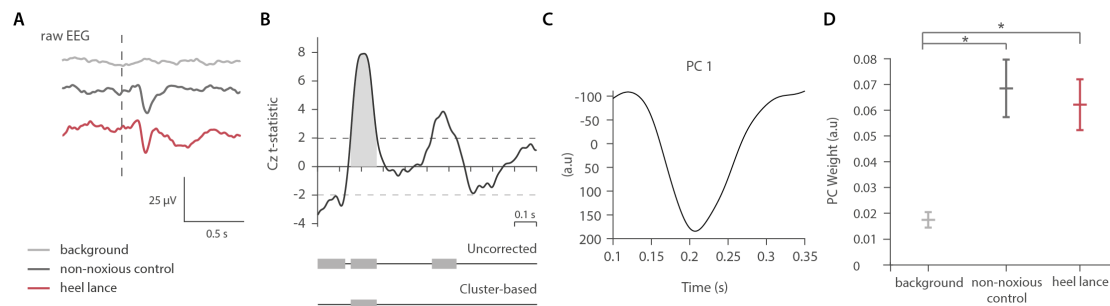 A
raw EEG
25 µV
0.5 s
background
non-noxious control
heel lance
B
Cz t-statistic
8
6
4
2
0
-2
-4
0.1 s
Uncorrected
Cluster-based
C
PC 1
(a.u)
-100
-50
0
50
100
150
200
0.1
0.15
0.2
0.25
0.3
0.35
Time (s)
D
*
*
PC Weight (a.u)
0.08
0.07
0.06
0.05
0.04
0.03
0.02
0.01
0.00
background
non-noxious
control
heel lance